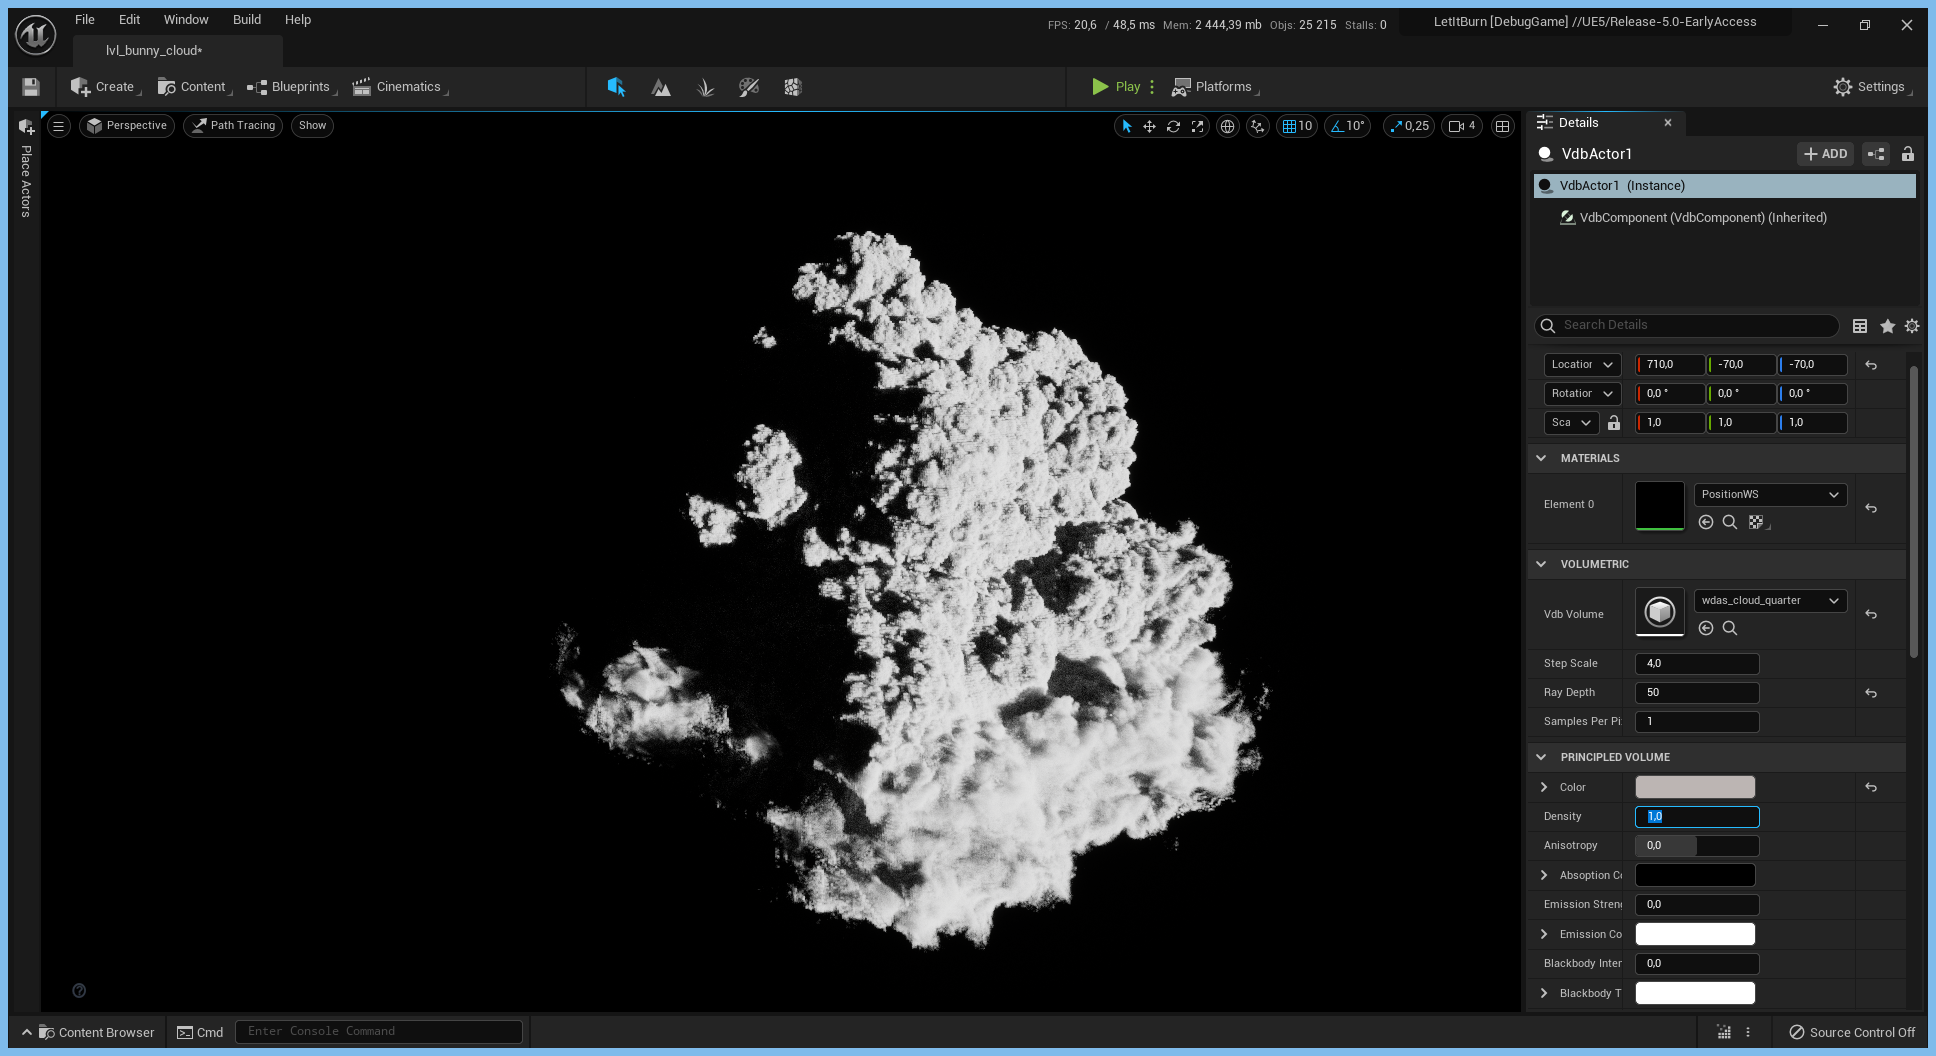 File Edit Window Build Help
FPS: 20,6 / 48,5 ms Mem: 2 444,39 mb Objs: 25 215 Stalls: 0
LetItBurn [DebugGame] //UE5/Release-5.0-EarlyAccess
lvl_bunny_cloud*
Create Content Blueprints Cinematics Play Platforms Settings
Place Actors
Perspective Path Tracing Show 10 10° 0,25 4
Details
VdbActor1 ADD
VdbActor1 (Instance)
VdbComponent (VdbComponent) (Inherited)
Search Details
Location 710,0 -70,0 -70,0
Rotation 0,0 ° 0,0 ° 0,0 °
Sca 1,0 1,0 1,0
MATERIALS
Element 0 PositionWS
VOLUMETRIC
Vdb Volume wdas_cloud_quarter
Step Scale 4,0
Ray Depth 50
Samples Per Pi 1
PRINCIPLED VOLUME
Color
Density 1,0
Anisotropy 0,0
Absoption Co
Emission Streng 0,0
Emission Co
Blackbody Inter 0,0
Blackbody T
Content Browser Cmd Enter Console Command Source Control Off